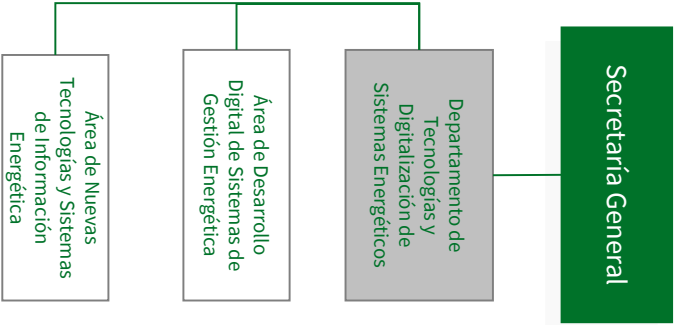 Secretaría General
Departamento de
Tecnologías y
Digitalización de
Sistemas Energéticos
Área de Desarrollo
Digital de Sistemas de
Gestión Energética
Área de Nuevas
Tecnologías y Sistemas
de Información
Energética